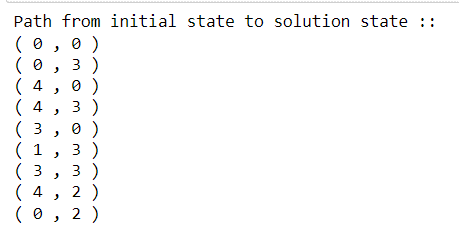 Path from initial state to solution state ::
( 0 , 0 )
( 0 , 3 )
( 4 , 0 )
( 4 , 3 )
( 3 , 0 )
( 1 , 3 )
( 3 , 3 )
( 4 , 2 )
( 0 , 2 )